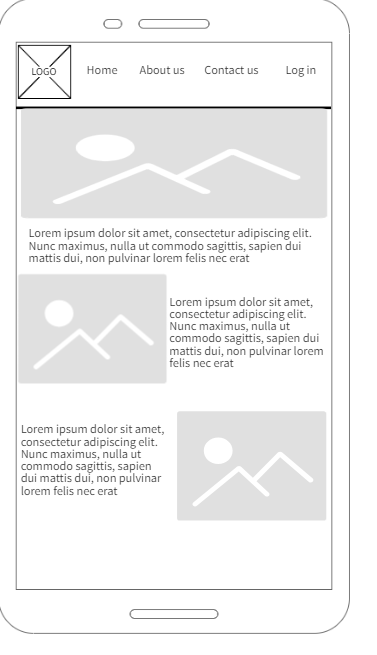 LOGO Home About us Contact us Log in
Lorem ipsum dolor sit amet, consectetur adipiscing elit.
Nunc maximus, nulla ut commodo sagittis, sapien dui
mattis dui, non pulvinar lorem felis nec erat
Lorem ipsum dolor sit amet,
consectetur adipiscing elit.
Nunc maximus, nulla ut
commodo sagittis, sapien dui
mattis dui, non pulvinar lorem
felis nec erat
Lorem ipsum dolor sit amet,
consectetur adipiscing elit.
Nunc maximus, nulla ut
commodo sagittis, sapien
dui mattis dui, non pulvinar
lorem felis nec erat